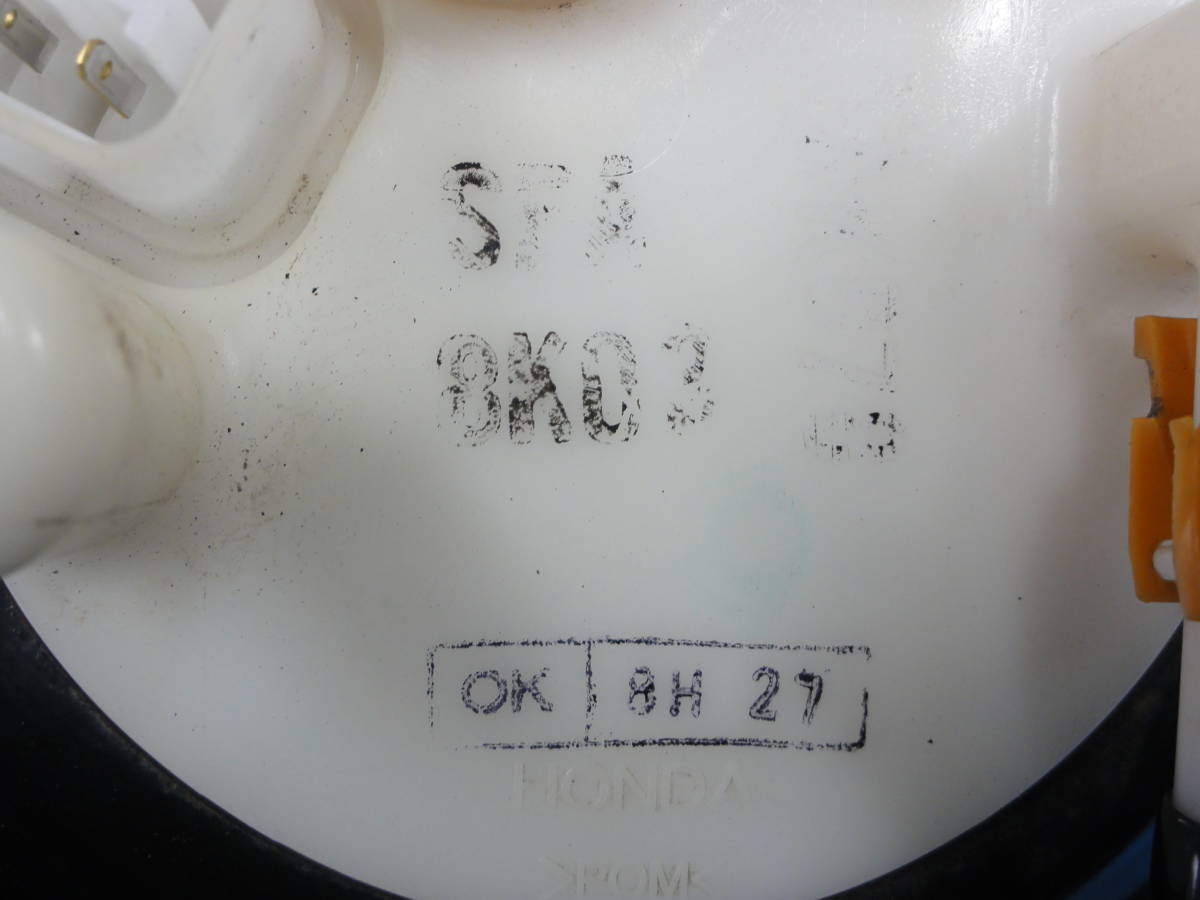 STA
8K03
OK 8H 27
HONDA
>POM<